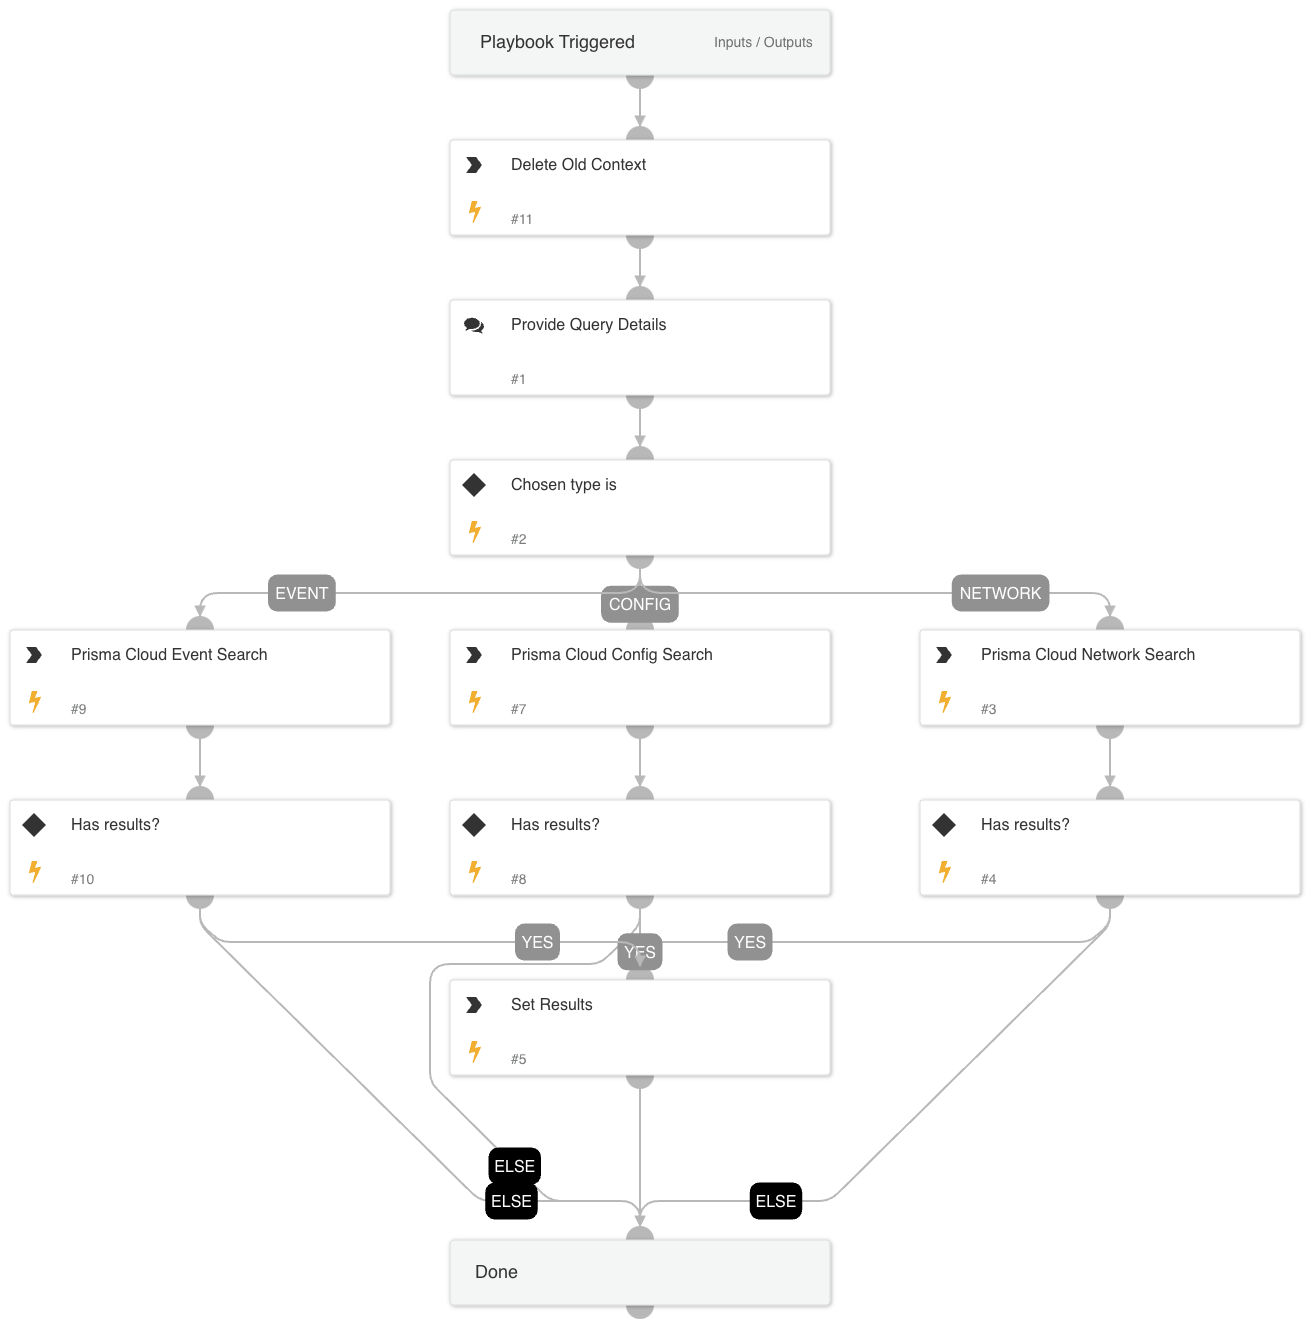 Playbook Triggered
Inputs / Outputs
Delete Old Context
#11
Provide Query Details
#1
Chosen type is
#2
EVENT
CONFIG
NETWORK
Prisma Cloud Event Search
#9
Prisma Cloud Config Search
#7
Prisma Cloud Network Search
#3
Has results?
#10
Has results?
#8
Has results?
#4
YES
YES
YES
Set Results
#5
ELSE
ELSE
ELSE
Done